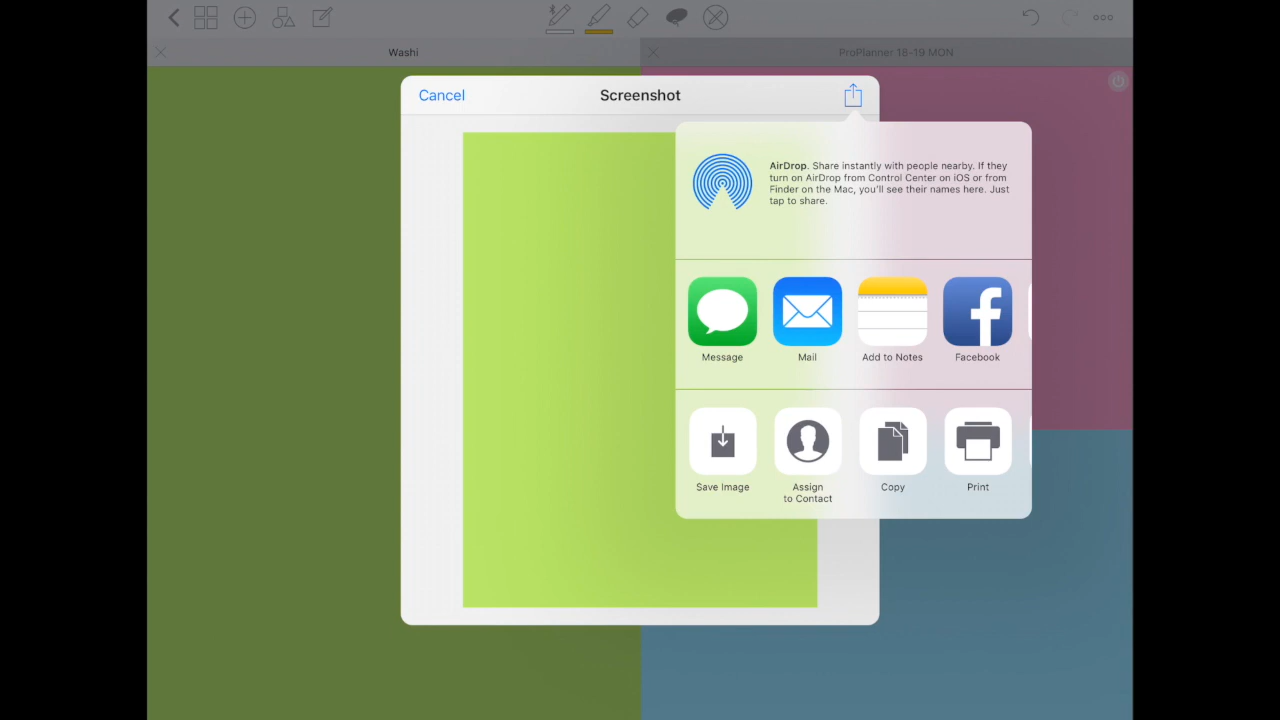 Washi
ProPlanner 18-19 MON
Cancel
Screenshot
AirDrop. Share instantly with people nearby. If they
turn on AirDrop from Control Center on iOS or from
Finder on the Mac, you'll see their names here. Just
tap to share.
Message
Mail
Add to Notes
Facebook
Save Image
Assign
to Contact
Copy
Print